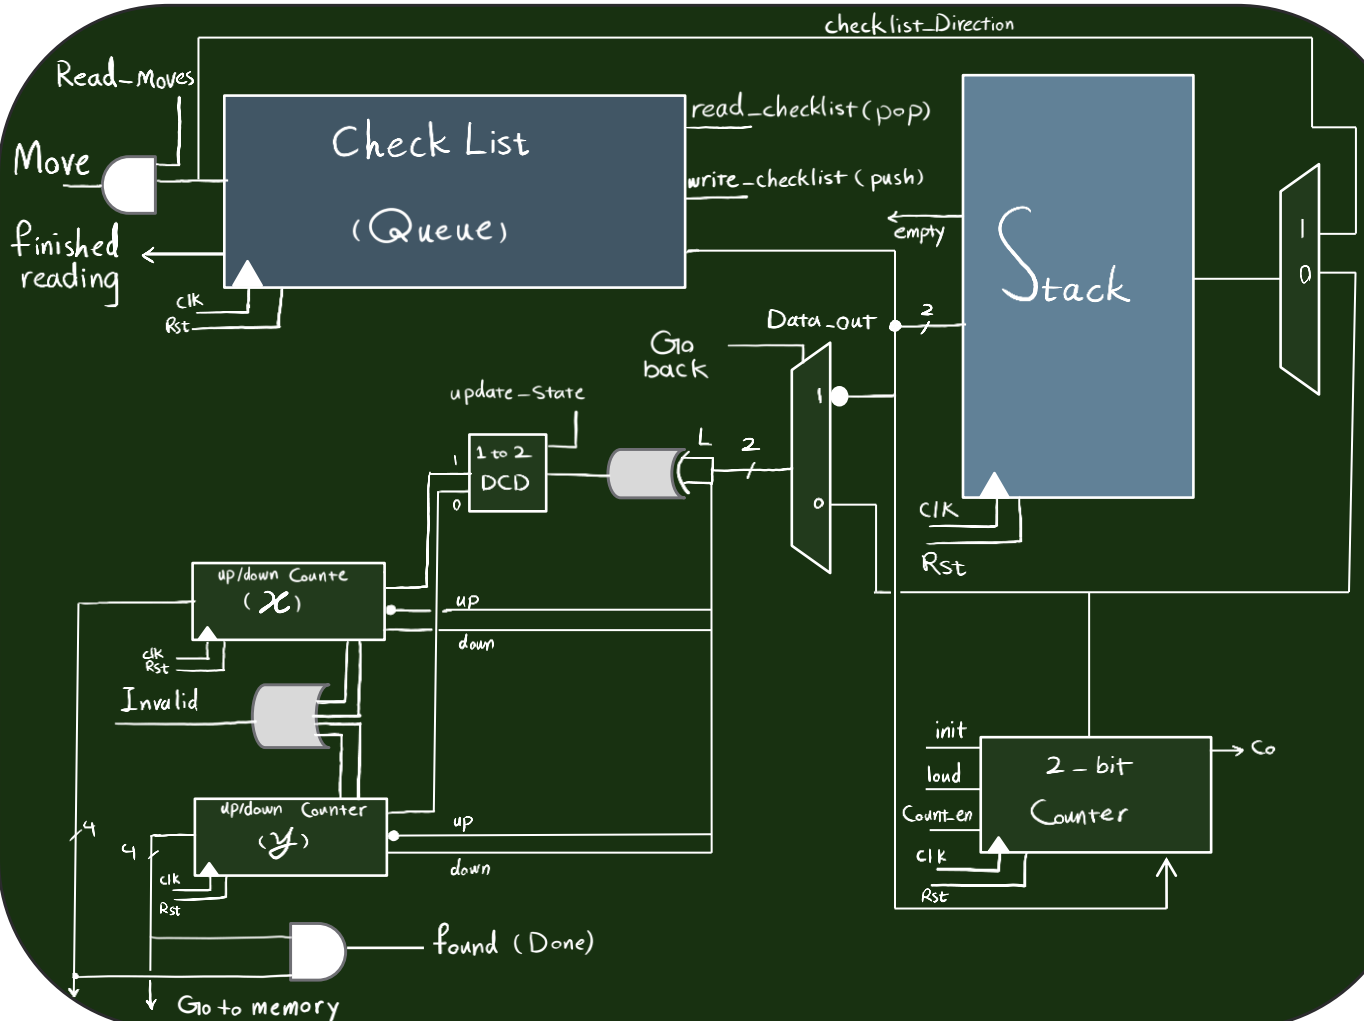 checklist_Direction
Read_Moves
Move
finished
reading
Check List
(Queue)
Clk
Rst
read_checklist (pop)
write_checklist (push)
empty
Stack
1
0
Data_out
2
Go
back
1
0
Clk
Rst
update_State
1 to 2
DCD
1
0
L
2
up/down Counte
(x)
up
down
Clk
Rst
Invalid
up/down Counter
(y)
up
down
Clk
Rst
4
4
found (Done)
Go to memory
init
loud
Count_en
Clk
Rst
2-bit
Counter
Co